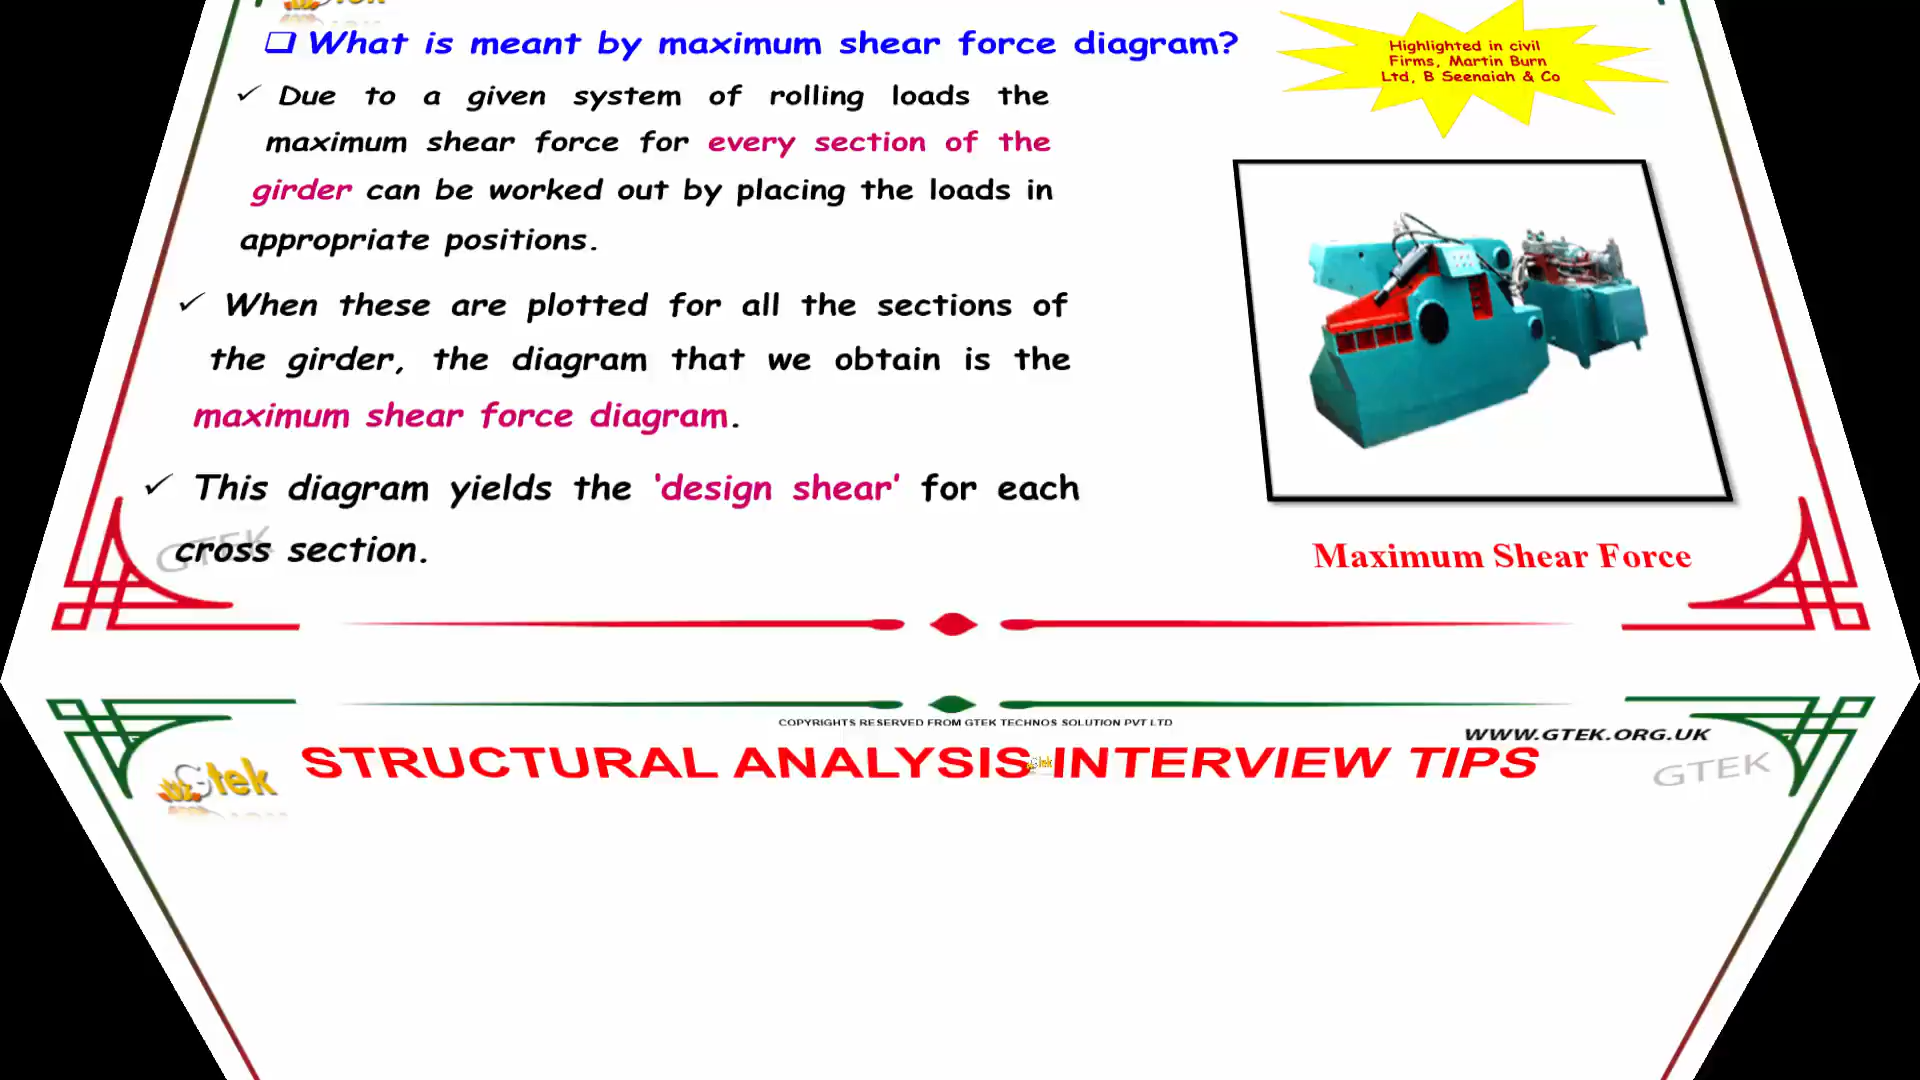 tek
❑ What is meant by maximum shear force diagram?
Highlighted in civil
Firms, Martin Burn
Ltd, B Seenaiah & Co
✓ Due to a given system of rolling loads the
maximum shear force for every section of the
girder can be worked out by placing the loads in
appropriate positions.
✓ When these are plotted for all the sections of
the girder, the diagram that we obtain is the
maximum shear force diagram.
✓ This diagram yields the 'design shear' for each
cross section.
GTEK
Maximum Shear Force
COPYRIGHTS RESERVED FROM GTEK TECHNOS SOLUTION PVT LTD
WWW.GTEK.ORG.UK
Gtek
STRUCTURAL ANALYSIS INTERVIEW TIPS
GTEK